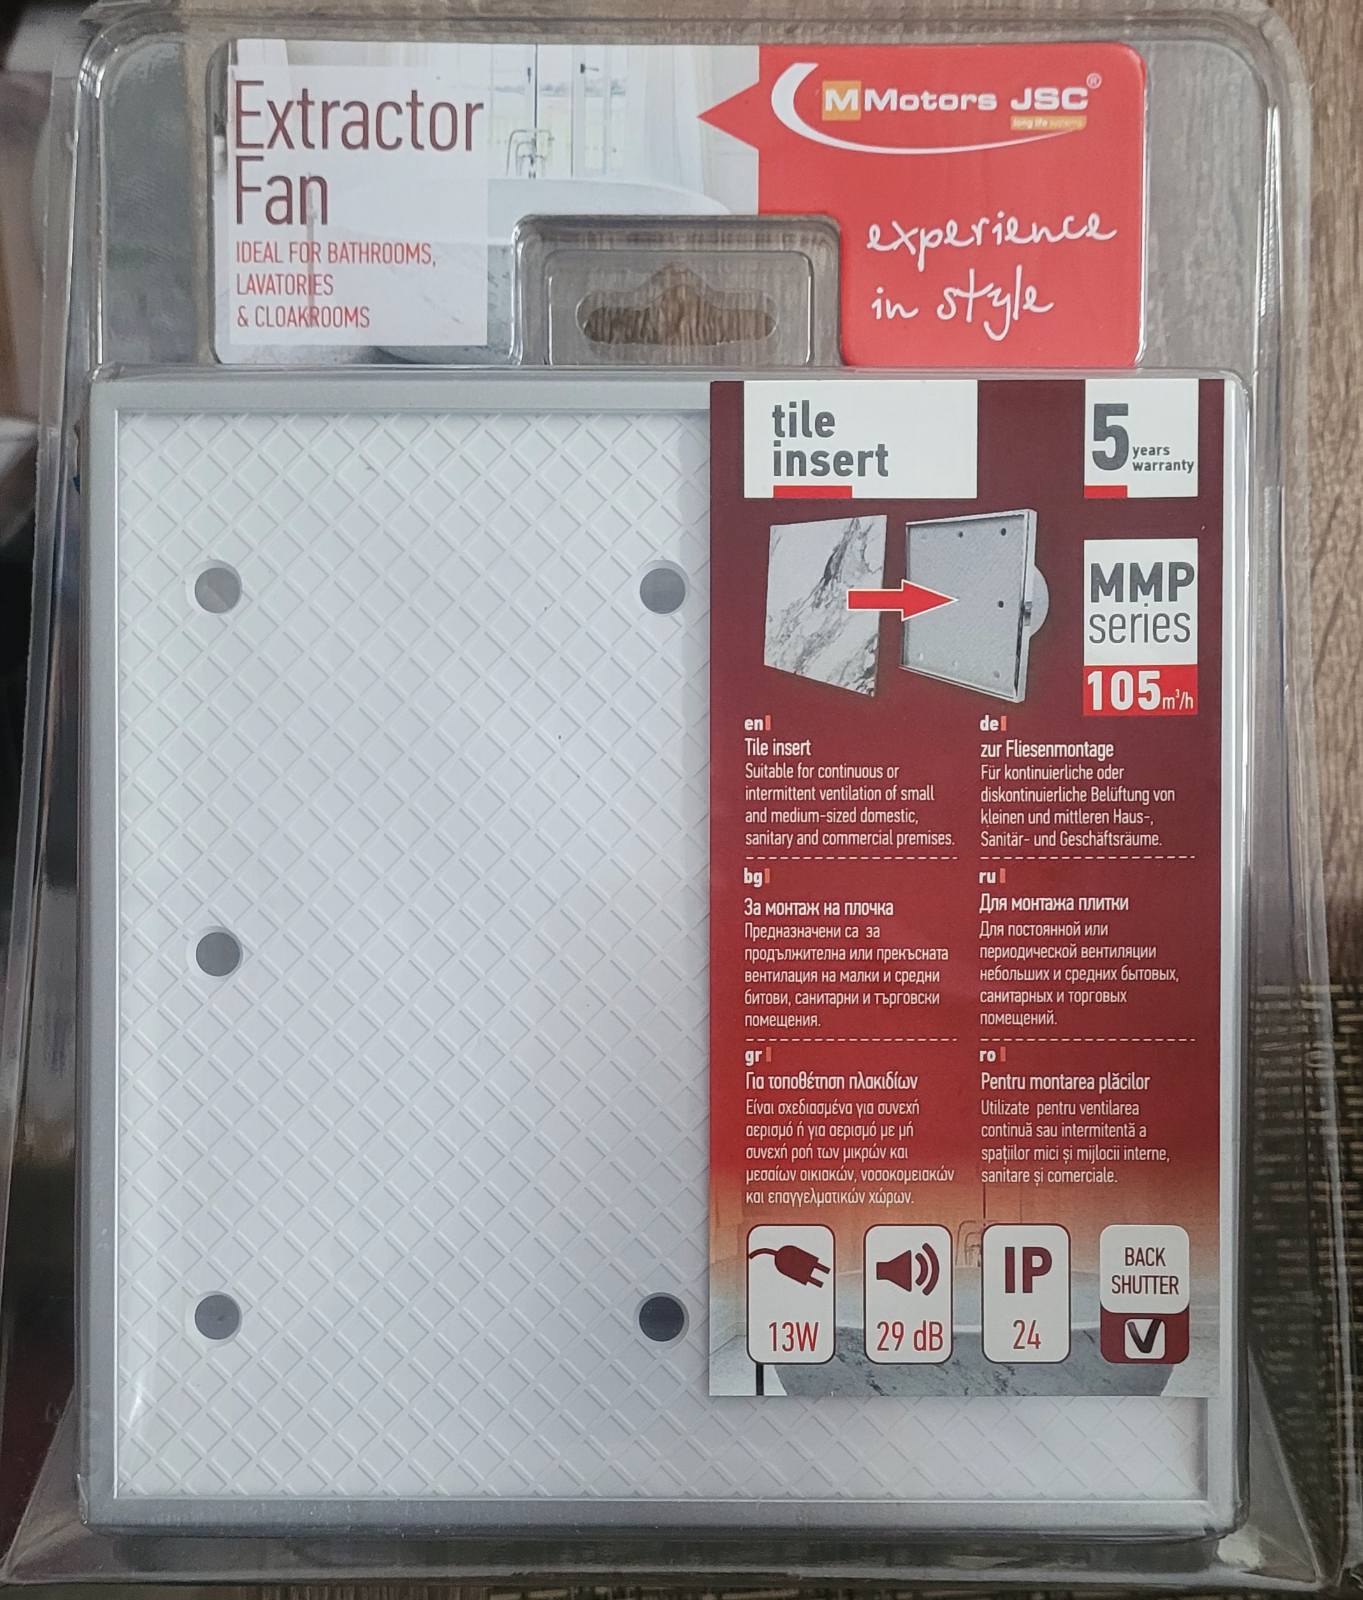 Extractor
Fan
IDEAL FOR BATHROOMS,
LAVATORIES
& CLOAKROOMS
MMotors JSC®
long life systems
experience
in style
tile
insert
5 years
warranty
MMP
series
105 m³/h
en
Tile insert
Suitable for continuous or
intermittent ventilation of small
and medium-sized domestic,
sanitary and commercial premises.
de
zur Fliesenmontage
Für kontinuierliche oder
diskontinuierliche Belüftung von
kleinen und mittleren Haus-,
Sanitär- und Geschäftsräume.
bg
За монтаж на плочка
Предназначени са за
продължителна или прекъсната
вентилация на малки и средни
битови, санитарни и търговски
помещения.
ru
Для монтажа плитки
Для постоянной или
периодической вентиляции
небольших и средних бытовых,
санитарных и торговых
помещений.
gr
Για τοποθέτηση πλακιδίων
Είναι σχεδιασμένα για συνεχή
αερισμό ή για αερισμό με μή
συνεχή ροή των μικρών και
μεσαίων οικιακών, νοσοκομειακών
και επαγγελματικών χώρων.
ro
Pentru montarea plăcilor
Utilizate pentru ventilarea
continuă sau intermitentă a
spațiilor mici și mijlocii interne,
sanitare și comerciale.
13W
29 dB
IP
24
BACK
SHUTTER
V